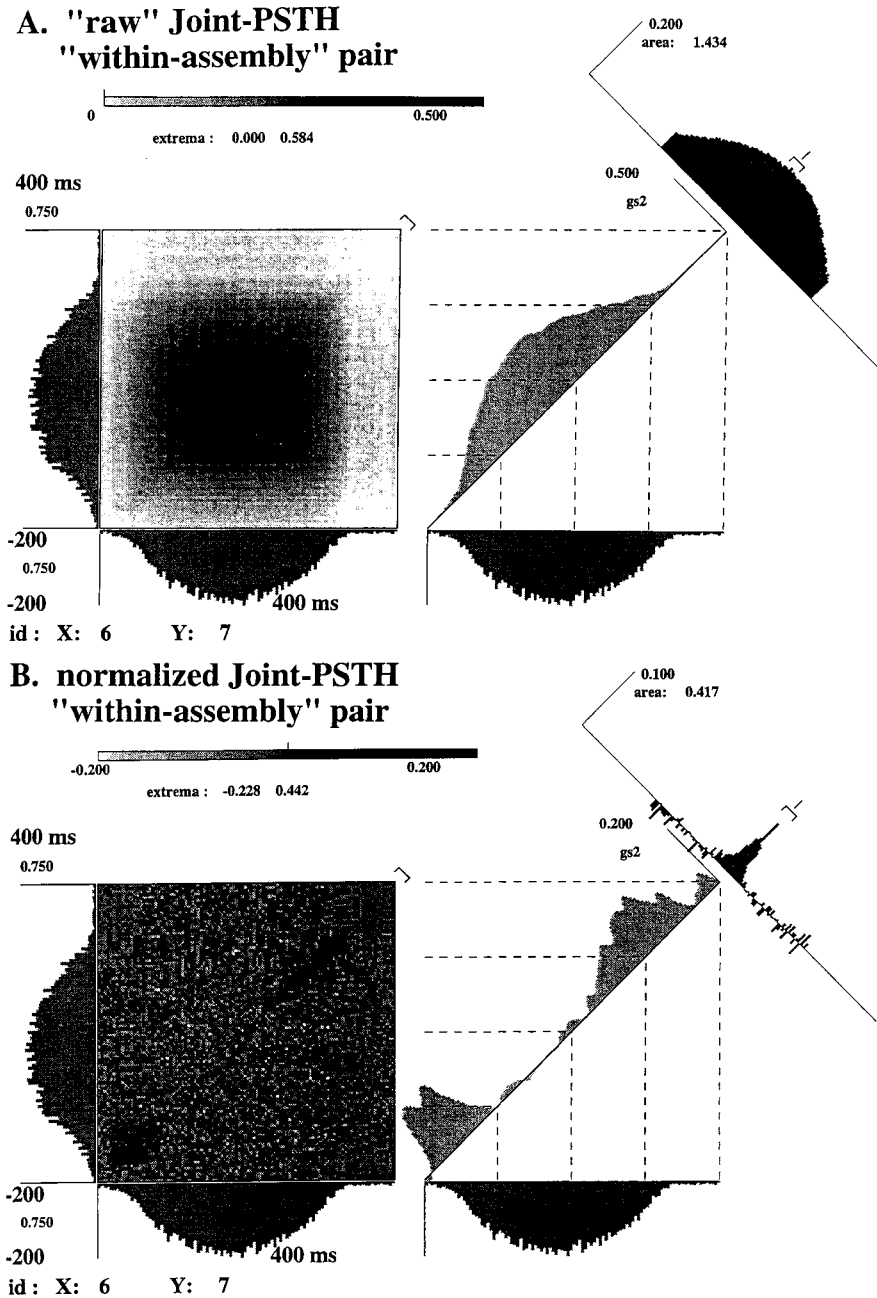 A. "raw" Joint-PSTH
"within-assembly" pair
0 0.500
extrema : 0.000 0.584
0.200
area: 1.434
0.500
gs2
400 ms
0.750
-200
0.750
-200 400 ms
id : X: 6 Y: 7
B. normalized Joint-PSTH
"within-assembly" pair
-0.200 0.200
extrema : -0.228 0.442
0.100
area: 0.417
0.200
gs2
400 ms
0.750
-200
0.750
-200 400 ms
id : X: 6 Y: 7